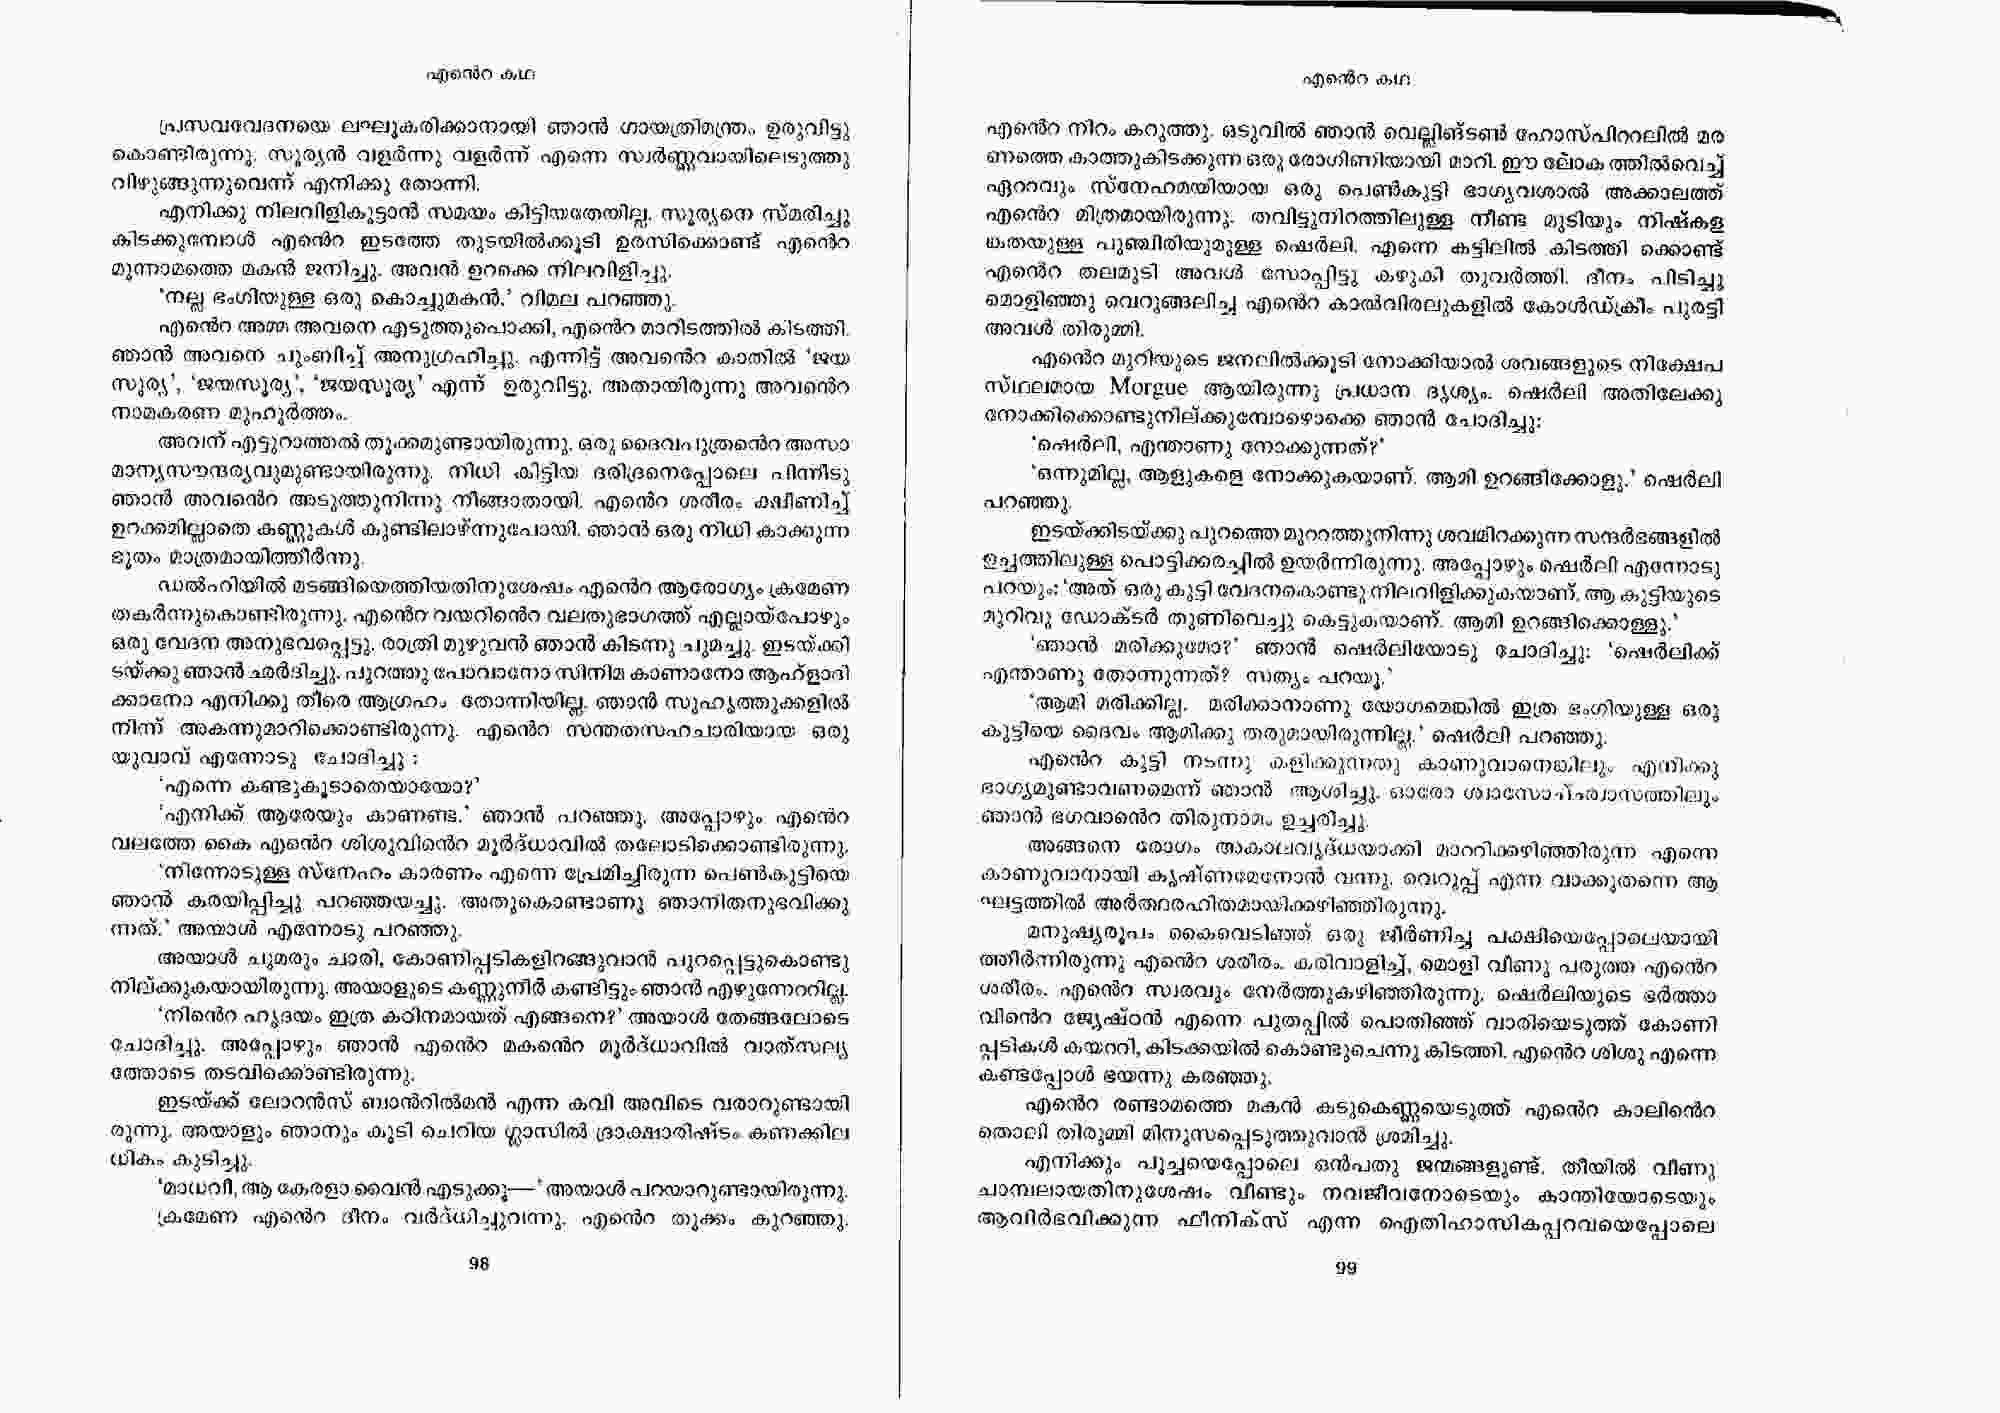 എന്റെ കഥ
പ്രസവവേദനയെ ലഘൂകരിക്കാനായി ഞാൻ ഗായത്രിമന്ത്രം ഉരുവിട്ടു
കൊണ്ടിരുന്നു. സൂര്യൻ വളർന്നു വളർന്ന് എന്നെ സ്വർണ്ണവായിലെടുത്തു
വിഴുങ്ങുന്നുവെന്ന് എനിക്കു തോന്നി.
എനിക്കു നിലവിളികൂട്ടാൻ സമയം കിട്ടിയതേയില്ല. സൂര്യനെ സ്മരിച്ചു
കിടക്കുമ്പോൾ എന്റെ ഇടത്തേ തുടയിൽക്കൂടി ഉരസിക്കൊണ്ട് എന്റെ
മൂന്നാമത്തെ മകൻ ജനിച്ചു. അവൻ ഉറക്കെ നിലവിളിച്ചു.
‘നല്ല ഭംഗിയുള്ള ഒരു കൊച്ചുമകൻ.’ വിമല പറഞ്ഞു.
എന്റെ അമ്മ അവനെ എടുത്തുപൊക്കി, എന്റെ മാറിടത്തിൽ കിടത്തി.
ഞാൻ അവനെ ചുംബിച്ച് അനുഗ്രഹിച്ചു. എന്നിട്ട് അവന്റെ കാതിൽ ‘ജയ
സൂര്യ’, ‘ജയസൂര്യ’, ‘ജയസൂര്യ’ എന്ന് ഉരുവിട്ടു. അതായിരുന്നു അവന്റെ
നാമകരണ മുഹൂർത്തം.
അവന് എട്ടുറാത്തൽ തൂക്കമുണ്ടായിരുന്നു. ഒരു ദൈവപുത്രന്റെ അസാ
മാന്യസൗന്ദര്യവുമുണ്ടായിരുന്നു. നിധി കിട്ടിയ ദരിദ്രനെപ്പോലെ പിന്നീടു
ഞാൻ അവന്റെ അടുത്തുനിന്നു നീങ്ങാതായി. എന്റെ ശരീരം ക്ഷീണിച്ച്
ഉറക്കമില്ലാതെ കണ്ണുകൾ കുണ്ടിലാഴ്ന്നുപോയി. ഞാൻ ഒരു നിധി കാക്കുന്ന
ഭൂതം മാത്രമായിത്തീർന്നു.
ഡൽഹിയിൽ മടങ്ങിയെത്തിയതിനുശേഷം എന്റെ ആരോഗ്യം ക്രമേണ
തകർന്നുകൊണ്ടിരുന്നു. എന്റെ വയറിന്റെ വലതുഭാഗത്ത് എല്ലായ്പോഴും
ഒരു വേദന അനുഭവപ്പെട്ടു. രാത്രി മുഴുവൻ ഞാൻ കിടന്നു ചുമച്ചു. ഇടയ്ക്കി
ടയ്ക്കു ഞാൻ ഛർദിച്ചു. പുറത്തു പോവാനോ സിനിമ കാണാനോ ആഹ്ളാദി
ക്കാനോ എനിക്കു തീരെ ആഗ്രഹം തോന്നിയില്ല. ഞാൻ സുഹൃത്തുക്കളിൽ
നിന്ന് അകന്നുമാറിക്കൊണ്ടിരുന്നു. എന്റെ സന്തതസഹചാരിയായ ഒരു
യുവാവ് എന്നോടു ചോദിച്ചു :
‘എന്നെ കണ്ടുകൂടാതെയായോ?’
‘എനിക്ക് ആരേയും കാണണ്ട.’ ഞാൻ പറഞ്ഞു. അപ്പോഴും എന്റെ
വലത്തേ കൈ എന്റെ ശിശുവിന്റെ മൂർദ്ധാവിൽ തലോടിക്കൊണ്ടിരുന്നു.
‘നിന്നോടുള്ള സ്നേഹം കാരണം എന്നെ പ്രേമിച്ചിരുന്ന പെൺകുട്ടിയെ
ഞാൻ കരയിപ്പിച്ചു പറഞ്ഞയച്ചു. അതുകൊണ്ടാണു ഞാനിതനുഭവിക്കു
ന്നത്.’ അയാൾ എന്നോടു പറഞ്ഞു.
അയാൾ ചുമരും ചാരി, കോണിപ്പടികളിറങ്ങുവാൻ പുറപ്പെട്ടുകൊണ്ടു
നില്ക്കുകയായിരുന്നു. അയാളുടെ കണ്ണുനീർ കണ്ടിട്ടും ഞാൻ എഴുന്നേററില്ല.
‘നിന്റെ ഹൃദയം ഇത്ര കഠിനമായത് എങ്ങനെ?’ അയാൾ തേങ്ങലോടെ
ചോദിച്ചു. അപ്പോഴും ഞാൻ എന്റെ മകന്റെ മൂർദ്ധാവിൽ വാത്സല്യ
ത്തോടെ തടവിക്കൊണ്ടിരുന്നു.
ഇടയ്ക്ക് ലോറൻസ് ബാൻറിൽമൻ എന്ന കവി അവിടെ വരാറുണ്ടായി
രുന്നു. അയാളും ഞാനും കൂടി ചെറിയ ഗ്ലാസിൽ ദ്രാക്ഷാരിഷ്ടം കണക്കില
ധികം കുടിച്ചു.
‘മാധവീ, ആ കേരളാ വൈൻ എടുക്കൂ—’ അയാൾ പറയാറുണ്ടായിരുന്നു.
ക്രമേണ എന്റെ ദീനം വർദ്ധിച്ചുവന്നു. എന്റെ തൂക്കം കുറഞ്ഞു.
98
എന്റെ കഥ
എന്റെ നിറം കറുത്തു. ഒടുവിൽ ഞാൻ വെല്ലിങ്ടൺ ഹോസ്പിററലിൽ മര
ണത്തെ കാത്തുകിടക്കുന്ന ഒരു രോഗിണിയായി മാറി. ഈ ലോക ത്തിൽവെച്ച്
ഏററവും സ്നേഹമയിയായ ഒരു പെൺകുട്ടി ഭാഗ്യവശാൽ അക്കാലത്ത്
എന്റെ മിത്രമായിരുന്നു. തവിട്ടുനിറത്തിലുള്ള നീണ്ട മുടിയും നിഷ്കള
ങ്കതയുള്ള പുഞ്ചിരിയുമുള്ള ഷെർലി. എന്നെ കട്ടിലിൽ കിടത്തി ക്കൊണ്ട്
എന്റെ തലമുടി അവൾ സോപ്പിട്ടു കഴുകി തുവർത്തി. ദീനം പിടിച്ചു
മൊളിഞ്ഞു വെറുങ്ങലിച്ച എന്റെ കാൽവിരലുകളിൽ കോൾഡ്ക്രീം പുരട്ടി
അവൾ തിരുമ്മി.
എന്റെ മുറിയുടെ ജനലിൽക്കൂടി നോക്കിയാൽ ശവങ്ങളുടെ നിക്ഷേപ
സ്ഥലമായ Morgue ആയിരുന്നു പ്രധാന ദൃശ്യം. ഷെർലി അതിലേക്കു
നോക്കിക്കൊണ്ടുനില്ക്കുമ്പോഴൊക്കെ ഞാൻ ചോദിച്ചു:
‘ഷെർലി, എന്താണു നോക്കുന്നത്?’
‘ഒന്നുമില്ല, ആളുകളെ നോക്കുകയാണ്. ആമി ഉറങ്ങിക്കോളു.’ ഷെർലി
പറഞ്ഞു.
ഇടയ്ക്കിടയ്ക്കു പുറത്തെ മുററത്തുനിന്നു ശവമിറക്കുന്ന സന്ദർഭങ്ങളിൽ
ഉച്ചത്തിലുള്ള പൊട്ടിക്കരച്ചിൽ ഉയർന്നിരുന്നു. അപ്പോഴും ഷെർലി എന്നോടു
പറയും: ‘അത് ഒരു കുട്ടി വേദനകൊണ്ടു നിലവിളിക്കുകയാണ്. ആ കുട്ടിയുടെ
മുറിവു ഡോക്ടർ തുണിവെച്ചു കെട്ടുകയാണ്. ആമി ഉറങ്ങിക്കൊള്ളൂ.’
‘ഞാൻ മരിക്കുമോ?’ ഞാൻ ഷെർലിയോടു ചോദിച്ചു: ‘ഷെർലിക്ക്
എന്താണു തോന്നുന്നത്? സത്യം പറയൂ.’
‘ആമി മരിക്കില്ല. മരിക്കാനാണു യോഗമെങ്കിൽ ഇത്ര ഭംഗിയുള്ള ഒരു
കുട്ടിയെ ദൈവം ആമിക്കു തരുമായിരുന്നില്ല.’ ഷെർലി പറഞ്ഞു.
എന്റെ കുട്ടി നടന്നു കളിക്കുന്നതു കാണുവാനെങ്കിലും എനിക്കു
ഭാഗ്യമുണ്ടാവണമെന്ന് ഞാൻ ആശിച്ചു. ഓരോ ശ്വാസോച്ഛ്വാസത്തിലും
ഞാൻ ഭഗവാന്റെ തിരുനാമം ഉച്ചരിച്ചു.
അങ്ങനെ രോഗം അകാലവൃദ്ധയാക്കി മാററിക്കഴിഞ്ഞിരുന്ന എന്നെ
കാണുവാനായി കൃഷ്ണമേനോൻ വന്നു. വെറുപ്പ് എന്ന വാക്കുതന്നെ ആ
ഘട്ടത്തിൽ അർത്ഥരഹിതമായിക്കഴിഞ്ഞിരുന്നു.
മനുഷ്യരൂപം കൈവെടിഞ്ഞ് ഒരു ജീർണിച്ച പക്ഷിയെപ്പോലെയായി
ത്തീർന്നിരുന്നു എന്റെ ശരീരം. കരിവാളിച്ച്, മൊളി വീണു പരുത്ത എന്റെ
ശരീരം. എന്റെ സ്വരവും നേർത്തുകഴിഞ്ഞിരുന്നു. ഷെർലിയുടെ ഭർത്താ
വിന്റെ ജ്യേഷ്ഠൻ എന്നെ പുതപ്പിൽ പൊതിഞ്ഞ് വാരിയെടുത്ത് കോണി
പ്പടികൾ കയററി, കിടക്കയിൽ കൊണ്ടുചെന്നു കിടത്തി. എന്റെ ശിശു എന്നെ
കണ്ടപ്പോൾ ഭയന്നു കരഞ്ഞു.
എന്റെ രണ്ടാമത്തെ മകൻ കടുകെണ്ണയെടുത്ത് എന്റെ കാലിന്റെ
തൊലി തിരുമ്മി മിനുസപ്പെടുത്തുവാൻ ശ്രമിച്ചു.
എനിക്കും പൂച്ചയെപ്പോലെ ഒൻപതു ജന്മങ്ങളുണ്ട്. തീയിൽ വീണു
ചാമ്പലായതിനുശേഷം വീണ്ടും നവജീവനോടെയും കാന്തിയോടെയും
ആവിർഭവിക്കുന്ന ഫീനിക്സ് എന്ന ഐതിഹാസികപ്പറവയെപ്പോലെ
99